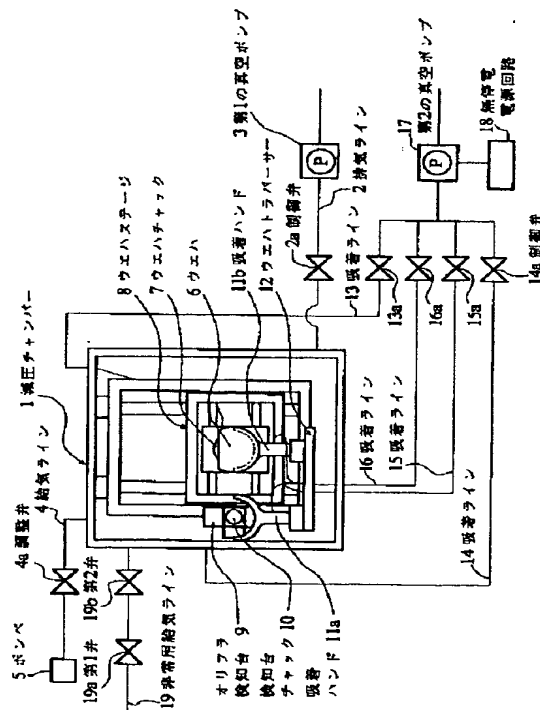 5 ボンベ
4a 調整弁
4 給気ライン
1 減圧チャンバー
8 ウエハステージ
7 ウエハチャック
6 ウエハ
11b 吸着ハンド
12 ウエハトラバーサー
13 吸着ライン
2a 制御弁
2 排気ライン
3 第1の真空ポンプ
P
第2の真空ポンプ
17
P
18 無停電
電源回路
13a
16a
15a
14a 制御弁
16 吸着ライン
15 吸着ライン
14 吸着ライン
19a 第1弁
19b 第2弁
19 非常用給気ライン
オリフラ
検知台 9
検知台
チャック 10
吸着
ハンド 11a